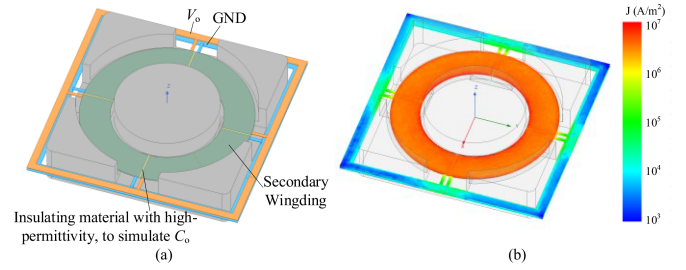 Vo
GND
z
Secondary
Wingding
Insulating material with high-
permittivity, to simulate Co
(a)
z
(b)
J (A/m²)
10⁷
10⁶
10⁵
10⁴
10³